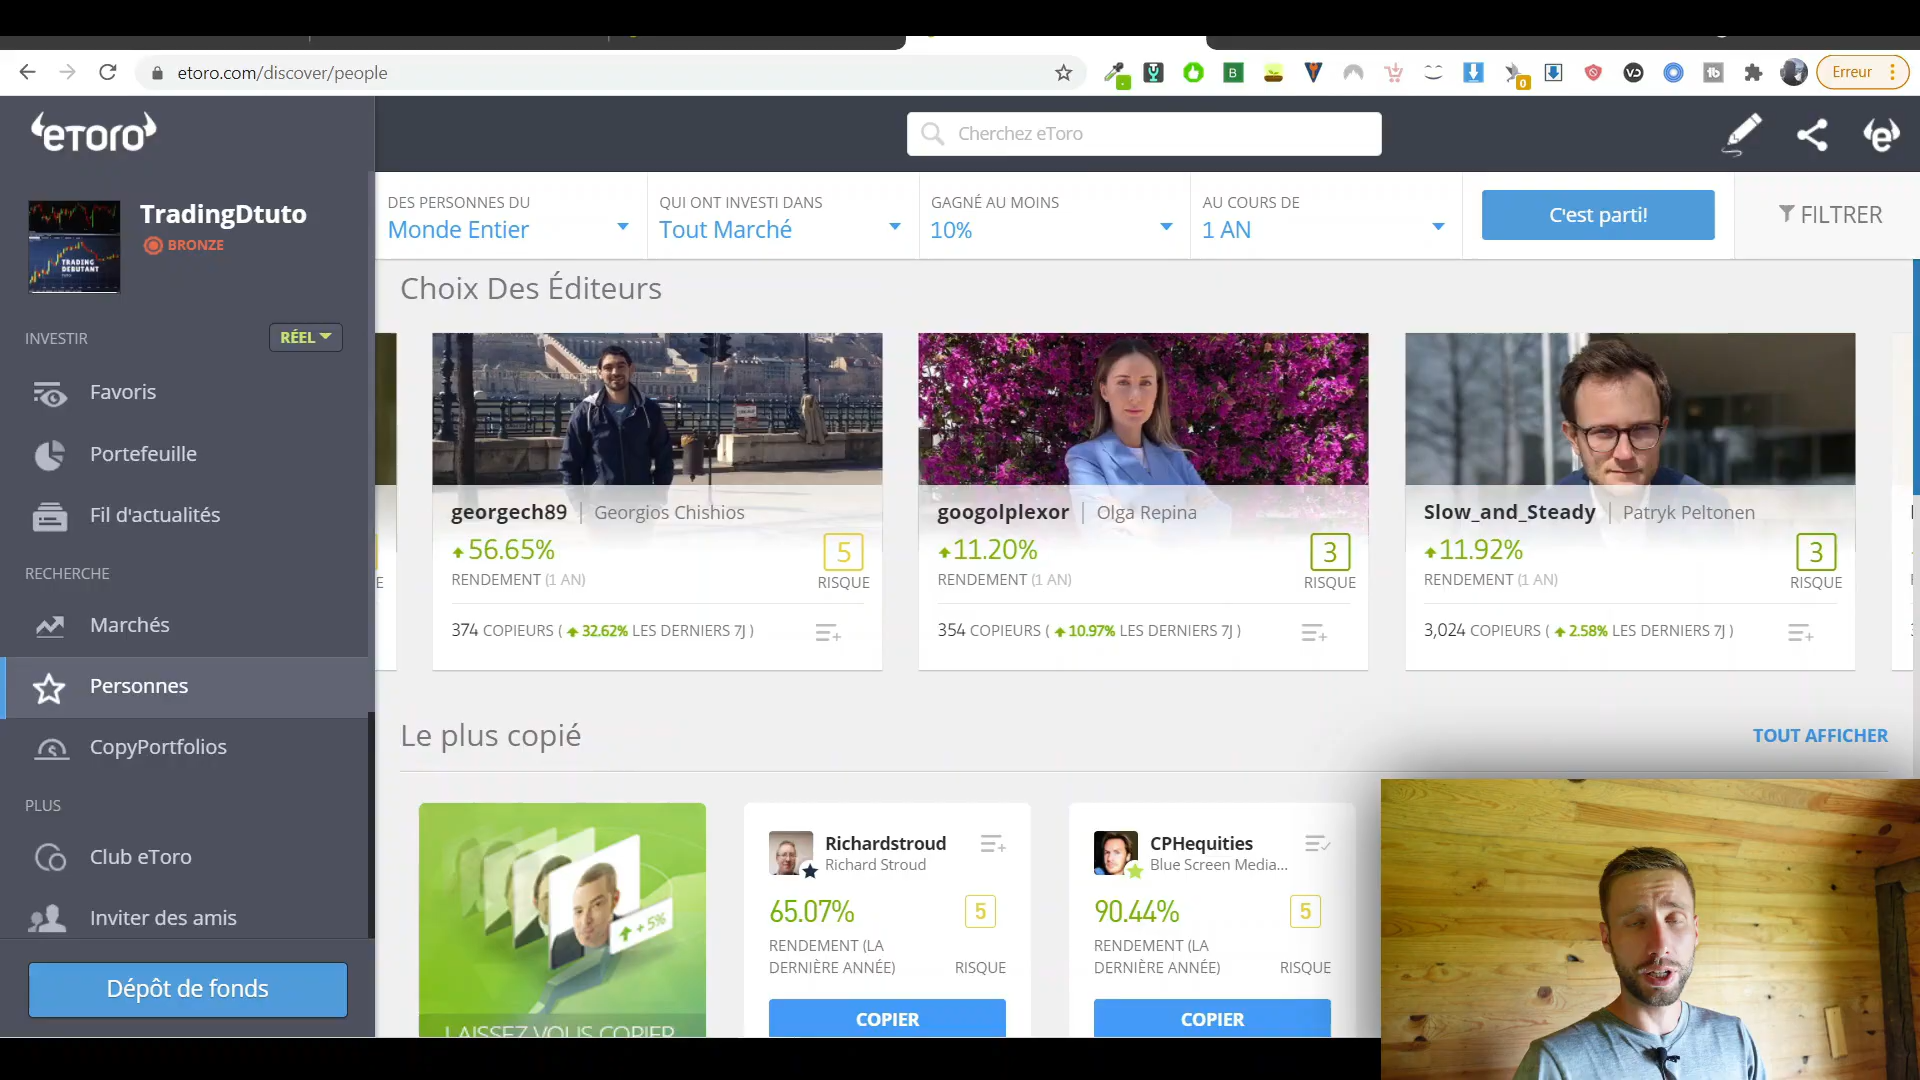 etoro.com/discover/people
Erreur
eTORO
Cherchez eToro
TradingDtuto
BRONZE
TRADING
DEBUTANT
DES PERSONNES DU
Monde Entier
QUI ONT INVESTI DANS
Tout Marché
GAGNÉ AU MOINS
10%
AU COURS DE
1 AN
C'est parti!
FILTRER
INVESTIR
RÉEL
Favoris
Portefeuille
Fil d'actualités
RECHERCHE
Marchés
Personnes
CopyPortfolios
PLUS
Club eToro
Inviter des amis
Dépôt de fonds
Choix Des Éditeurs
georgech89 | Georgios Chishios
56.65%
5
RENDEMENT (1 AN)
RISQUE
374 COPIEURS ( 32.62% LES DERNIERS 7J )
googolplexor | Olga Repina
11.20%
3
RENDEMENT (1 AN)
RISQUE
354 COPIEURS ( 10.97% LES DERNIERS 7J )
Slow_and_Steady | Patryk Peltonen
11.92%
3
RENDEMENT (1 AN)
RISQUE
3,024 COPIEURS ( 2.58% LES DERNIERS 7J )
Le plus copié
TOUT AFFICHER
+ 5%
LAISSEZ VOUS COPIER
Richardstroud
Richard Stroud
65.07%
5
RENDEMENT (LA
DERNIÈRE ANNÉE)
RISQUE
COPIER
CPHequities
Blue Screen Media...
90.44%
5
RENDEMENT (LA
DERNIÈRE ANNÉE)
RISQUE
COPIER